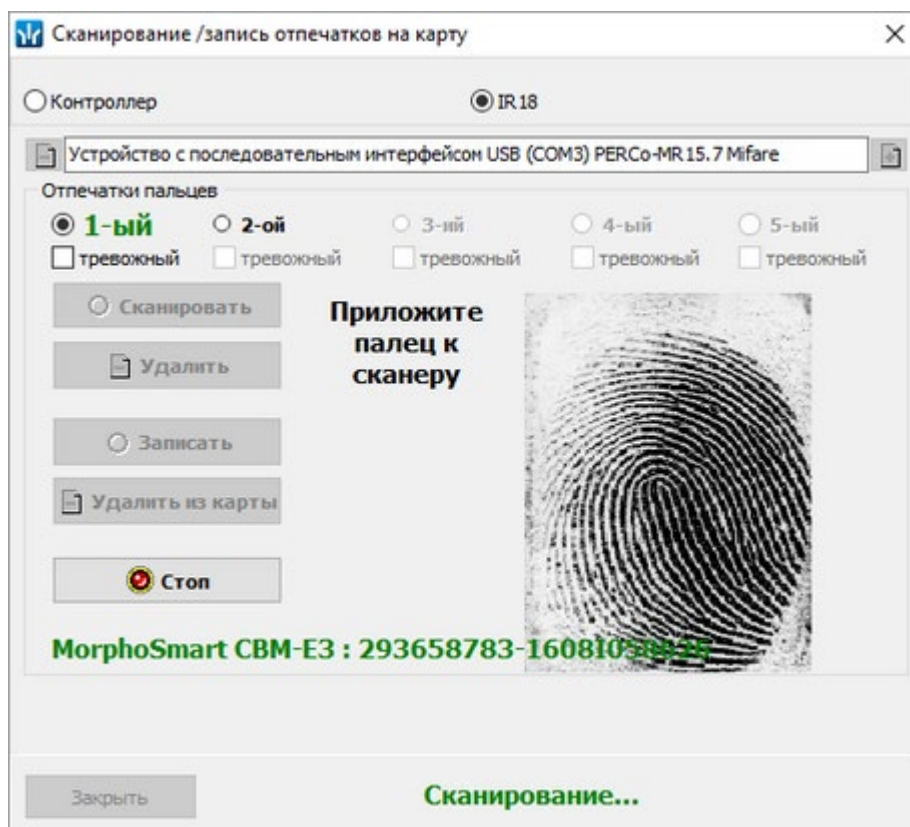 Сканирование /запись отпечатков на карту
Контроллер IR18
Устройство с последовательным интерфейсом USB (COM3) PERCo-MR15.7 Mifare
Отпечатки пальцев
1-ый 2-ой 3-ий 4-ый 5-ый
тревожный тревожный тревожный тревожный тревожный
Сканировать
Приложите
палец к
сканеру
Удалить
Записать
Удалить из карты
Стоп
MorphoSmart CBM-E3 :
Закрыть
Сканирование...